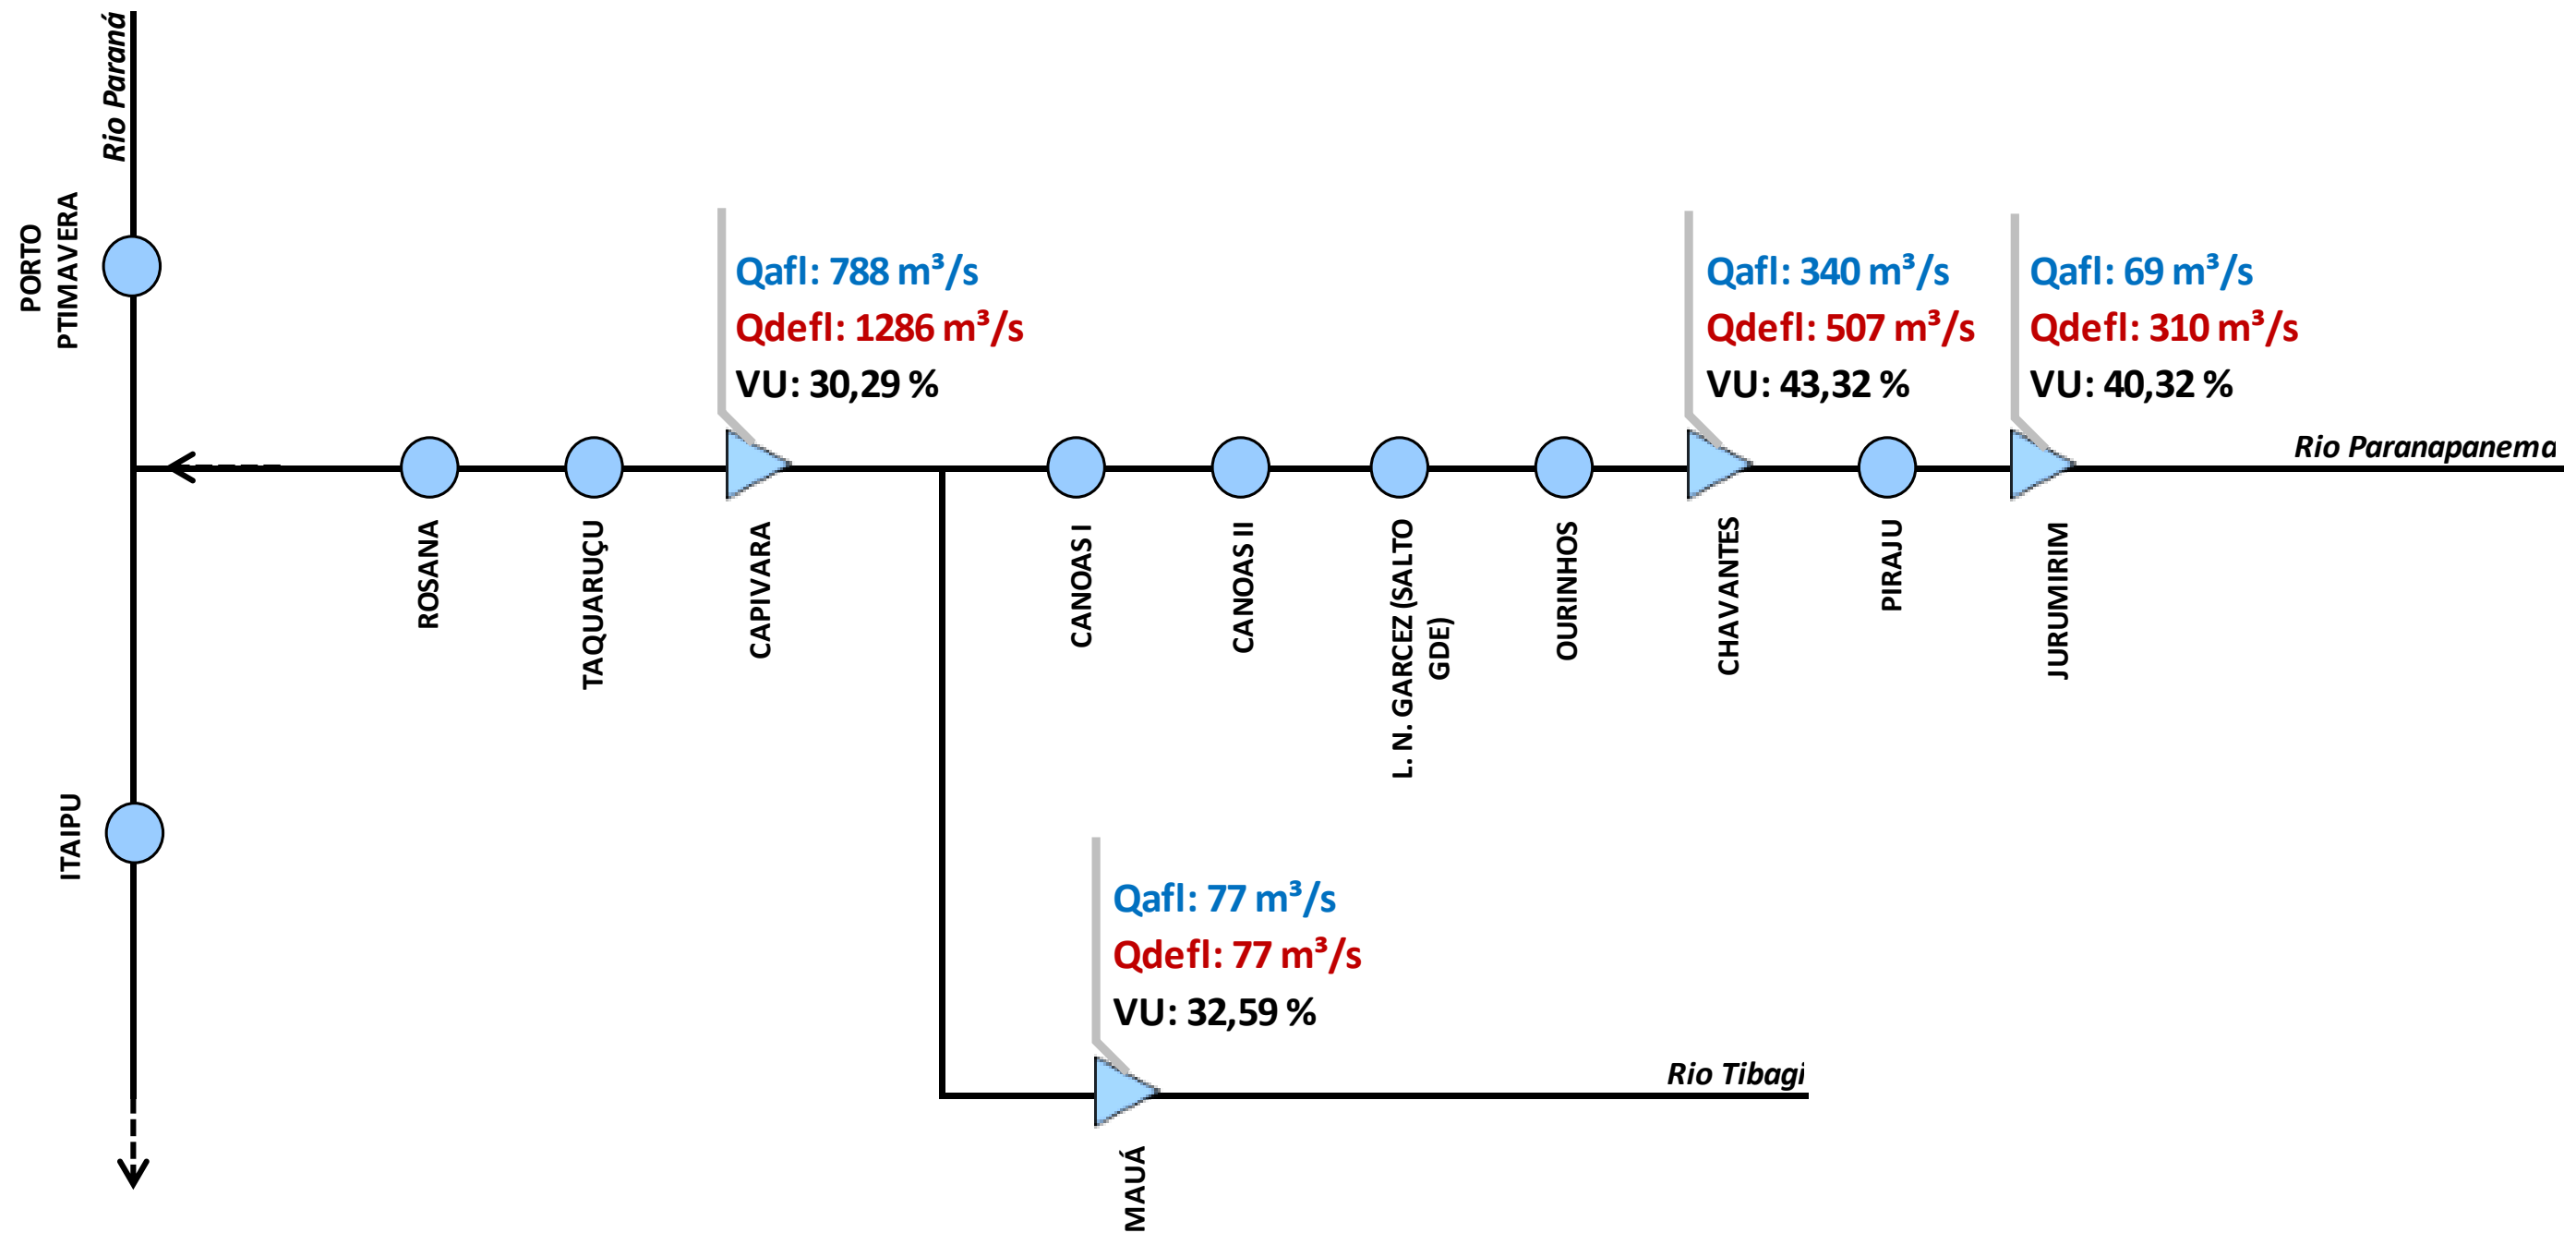 Rio Paraná
PORTO
PTIMAVERA
Qafl: 788 m³/s
Qdefl: 1286 m³/s
VU: 30,29 %
Qafl: 340 m³/s
Qdefl: 507 m³/s
VU: 43,32 %
Qafl: 69 m³/s
Qdefl: 310 m³/s
VU: 40,32 %
Rio Paranapanema
ROSANA
TAQUARUÇU
CAPIVARA
CANOAS I
CANOAS II
L. N. GARCEZ (SALTO
GDE)
OURINHOS
CHAVANTES
PIRAJU
JURUMIRIM
ITAIPU
Qafl: 77 m³/s
Qdefl: 77 m³/s
VU: 32,59 %
Rio Tibagi
MAUÁ